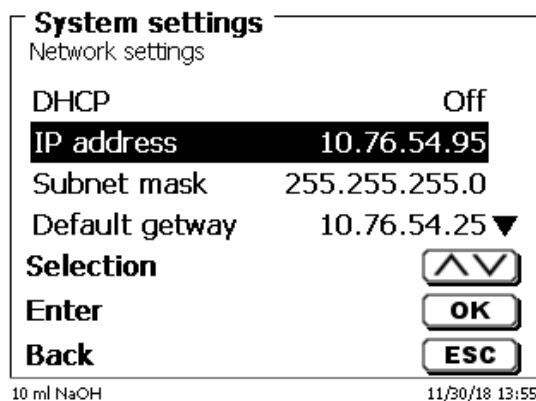 System settings
Network settings
DHCP Off
IP address 10.76.54.95
Subnet mask 255.255.255.0
Default getway 10.76.54.25
Selection
Enter OK
Back ESC
10 ml NaOH 11/30/18 13:55